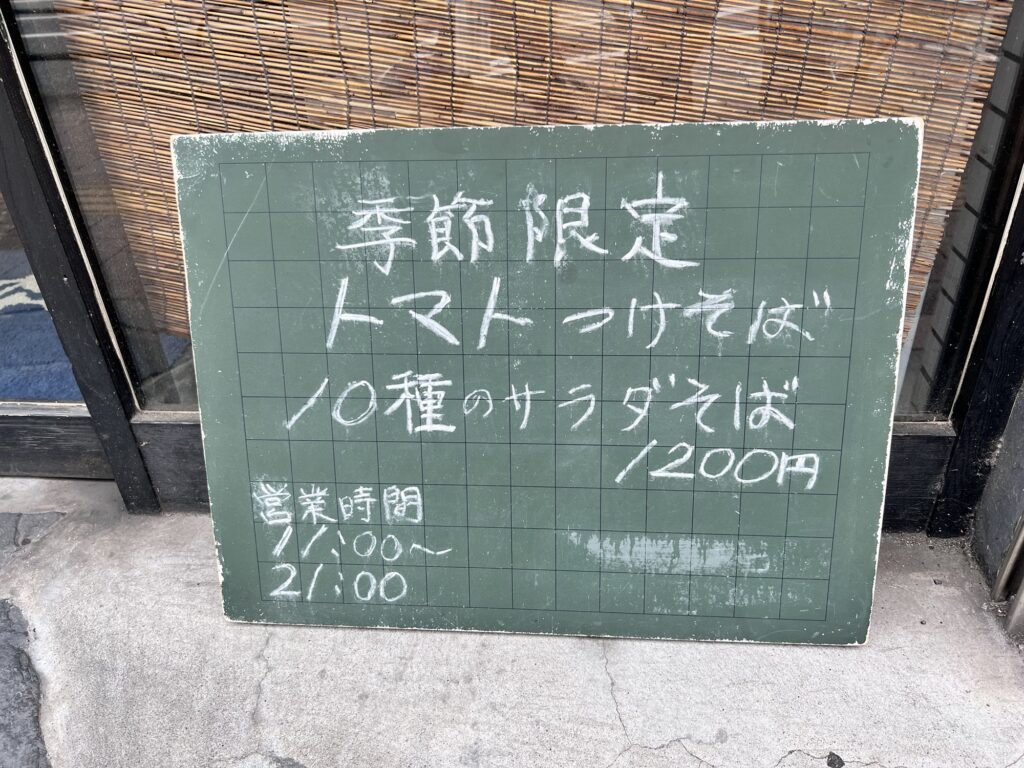 季節限定
トマトつけそば
10種のサラダそば
1200円
営業時間
11:00〜
21:00